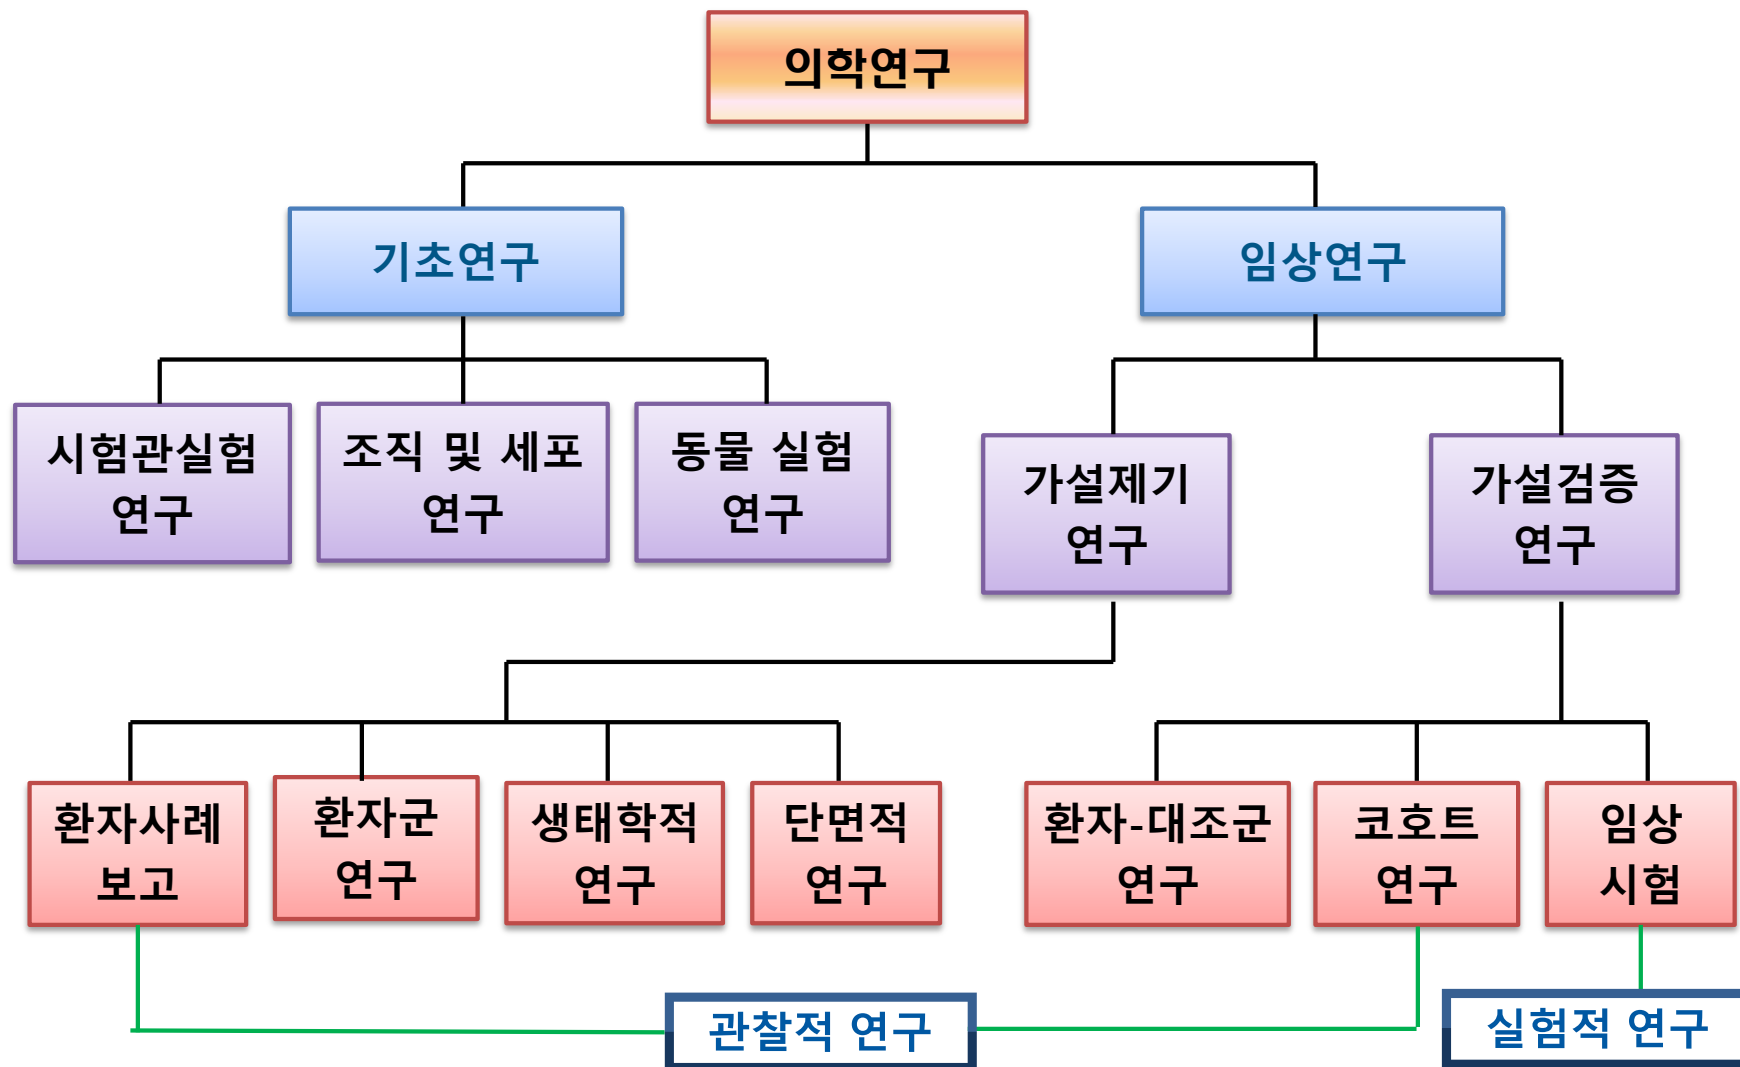 의학연구
기초연구
임상연구
시험관실험
연구
조직 및 세포
연구
동물 실험
연구
가설제기
연구
가설검증
연구
환자사례
보고
환자군
연구
생태학적
연구
단면적
연구
환자-대조군
연구
코호트
연구
임상
시험
관찰적 연구
실험적 연구